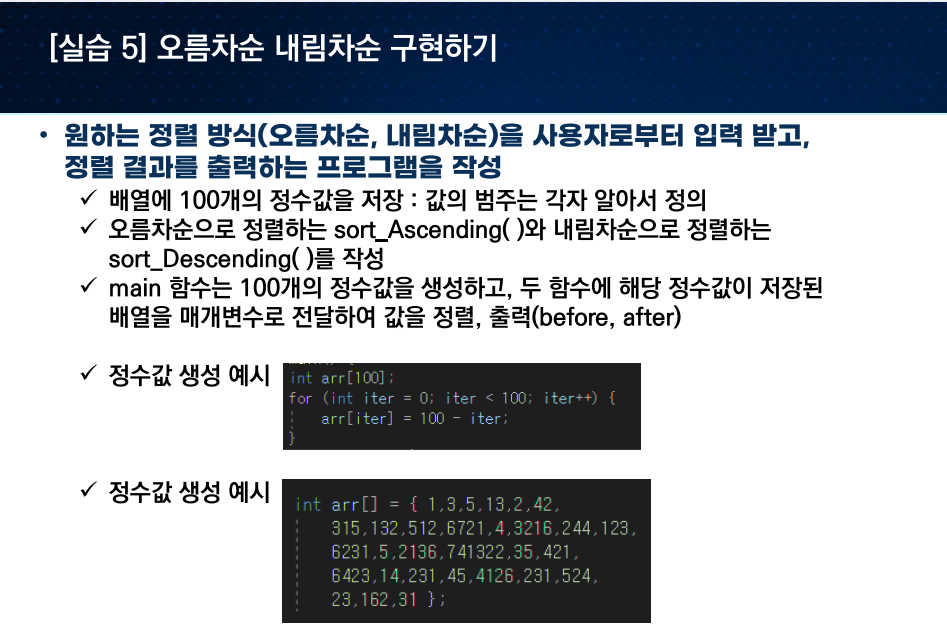 [실습 5] 오름차순 내림차순 구현하기
• 원하는 정렬 방식(오름차순, 내림차순)을 사용자로부터 입력 받고,
정렬 결과를 출력하는 프로그램을 작성
✓ 배열에 100개의 정수값을 저장 : 값의 범주는 각자 알아서 정의
✓ 오름차순으로 정렬하는 sort_Ascending( )와 내림차순으로 정렬하는
sort_Descending( )를 작성
✓ main 함수는 100개의 정수값을 생성하고, 두 함수에 해당 정수값이 저장된
배열을 매개변수로 전달하여 값을 정렬, 출력(before, after)
✓ 정수값 생성 예시
int arr[100];
for (int iter = 0; iter < 100; iter++) {
arr[iter] = 100 - iter;
}
✓ 정수값 생성 예시
int arr[] = { 1,3,5,13,2,42,
315,132,512,6721,4,3216,244,123,
6231,5,2136,741322,35,421,
6423,14,231,45,4126,231,524,
23,162,31 };